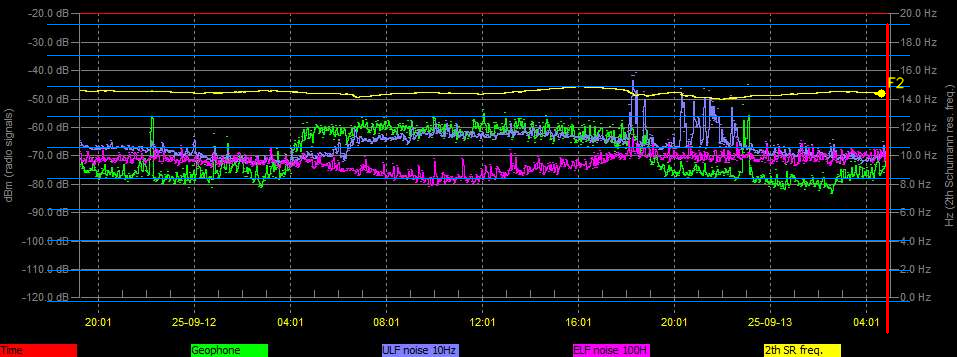 -20.0 dB 20.0 Hz
-30.0 dB 18.0 Hz
-40.0 dB 16.0 Hz
F2
-50.0 dB 14.0 Hz
-60.0 dB 12.0 Hz
-70.0 dB 10.0 Hz
-80.0 dB 8.0 Hz
-90.0 dB 6.0 Hz
-100.0 dB 4.0 Hz
-110.0 dB 2.0 Hz
-120.0 dB 0.0 Hz
dBm (radio signals)
Hz (2th Schumann res. freq.)
20:01 25-09-12 04:01 08:01 12:01 16:01 20:01 25-09-13 04:01
Time Geophone ULF noise 10Hz ELF noise 100H 2th SR freq.